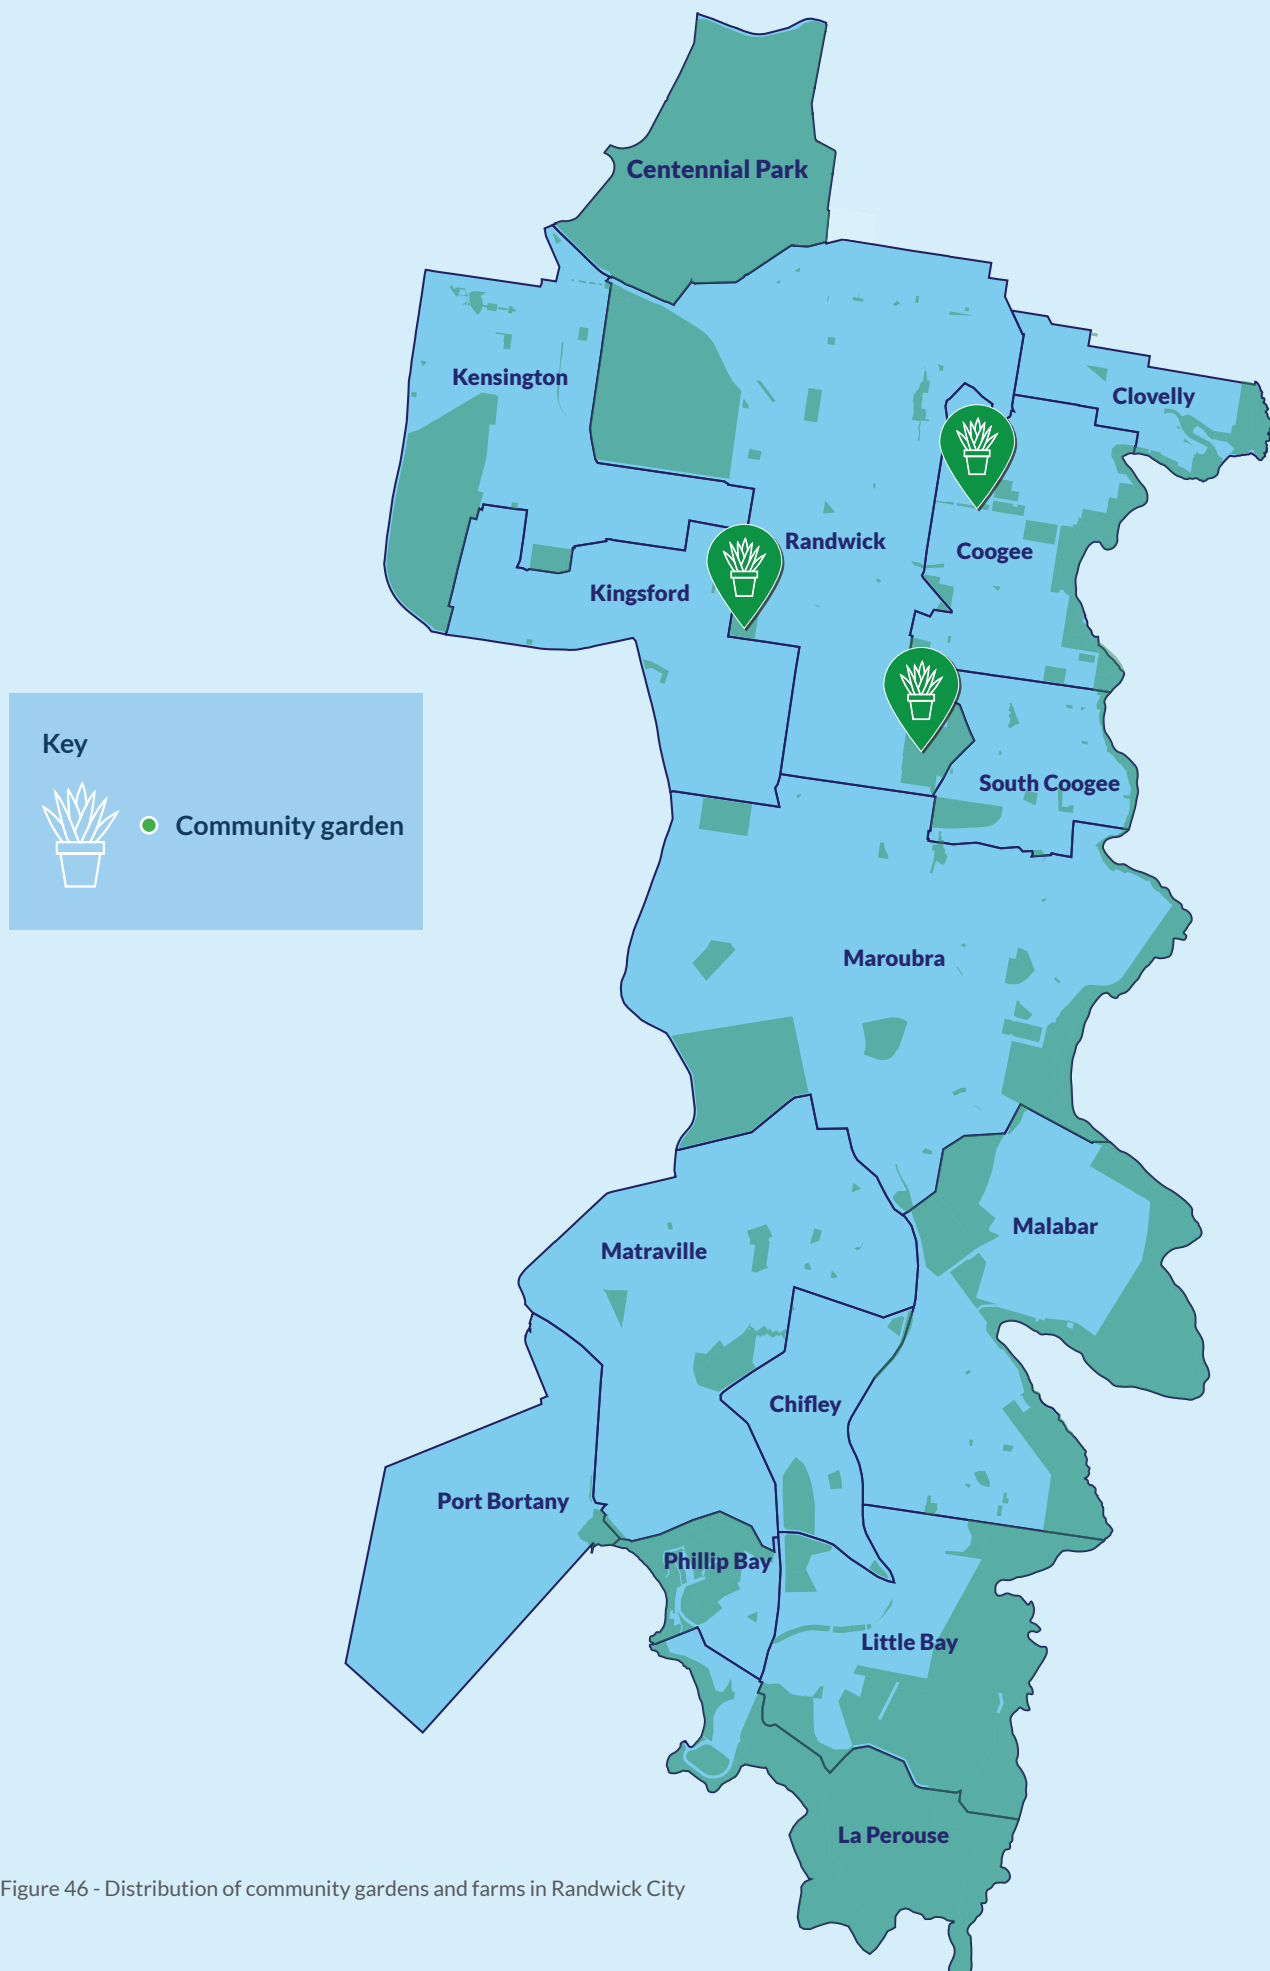 Centennial Park
Kensington
Clovelly
Randwick
Coogee
Kingsford
Key
South Coogee
Community garden
Maroubra
Malabar
Matraville
Chifley
Port Bortany
Phillip Bay
Little Bay
La Perouse
Figure 46 - Distribution of community gardens and farms in Randwick City